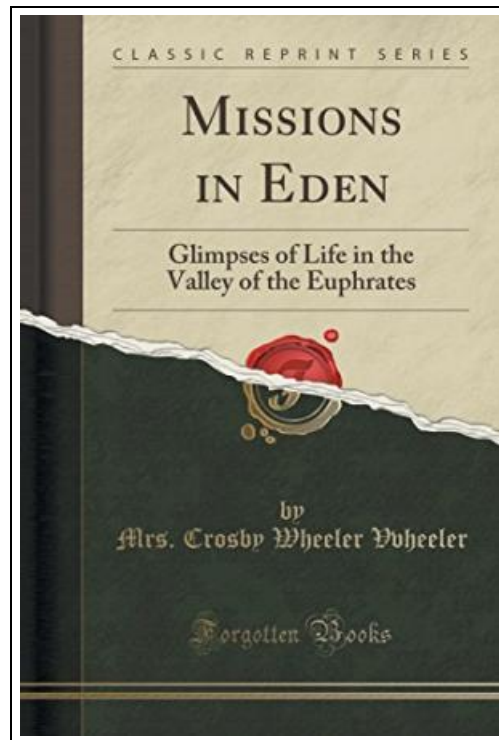 CLASSIC REPRINT SERIES
MISSIONS
IN EDEN
Glimpses of Life in the
Valley of the Euphrates
by
Mrs. Crosby Wheeler Vvheeler
Forgotten Books